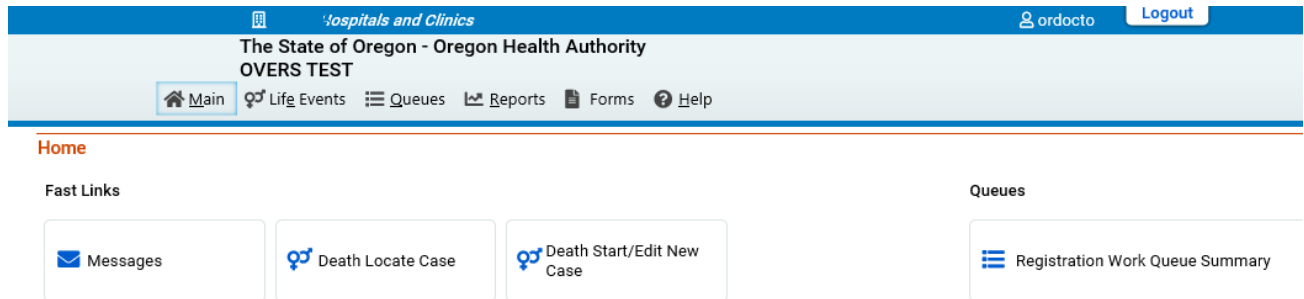 Hospitals and Clinics
ordocto
Logout
The State of Oregon - Oregon Health Authority
OVERS TEST
Main Life Events Queues Reports Forms Help
Home
Fast Links
Queues
Messages
Death Locate Case
Death Start/Edit New
Case
Registration Work Queue Summary